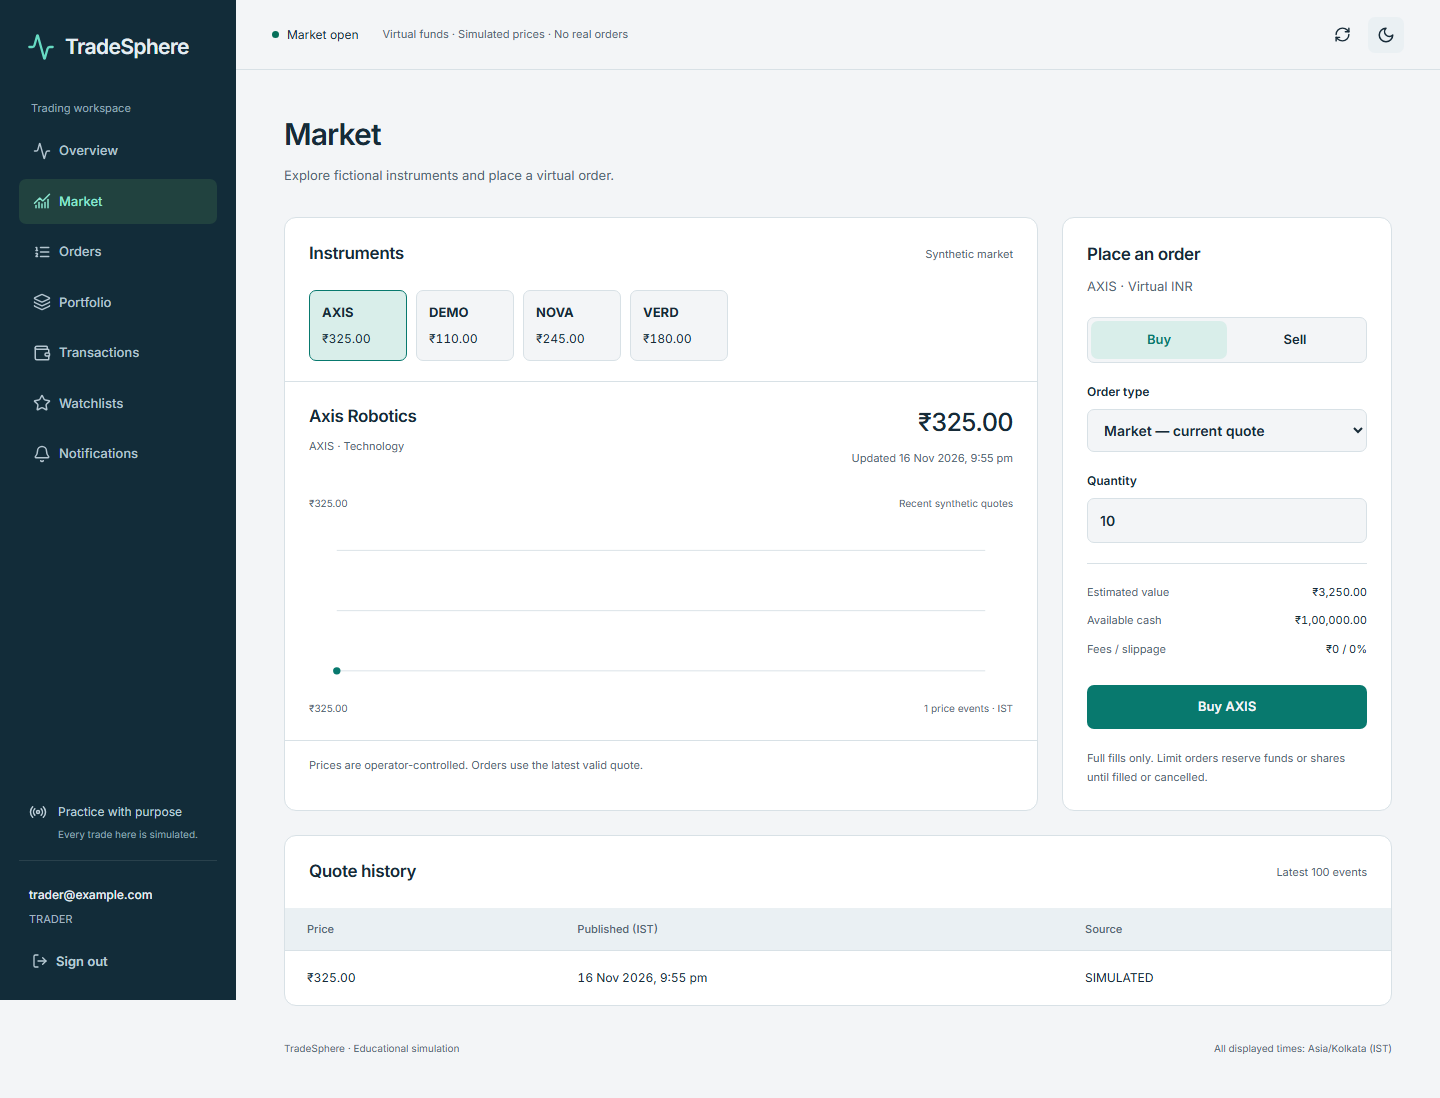 TradeSphere
Trading workspace
Overview
Market
Orders
Portfolio
Transactions
Watchlists
Notifications
Practice with purpose
Every trade here is simulated.
trader@example.com
TRADER
Sign out
Market open
Virtual funds · Simulated prices · No real orders
Market
Explore fictional instruments and place a virtual order.
Instruments
Synthetic market
AXIS
₹325.00
DEMO
₹110.00
NOVA
₹245.00
VERD
₹180.00
Axis Robotics
AXIS · Technology
₹325.00
Updated 16 Nov 2026, 9:55 pm
₹325.00
Recent synthetic quotes
₹325.00
1 price events · IST
Prices are operator-controlled. Orders use the latest valid quote.
Place an order
AXIS · Virtual INR
Buy
Sell
Order type
Market — current quote
Quantity
10
Estimated value ₹3,250.00
Available cash ₹1,00,000.00
Fees / slippage ₹0 / 0%
Buy AXIS
Full fills only. Limit orders reserve funds or shares
until filled or cancelled.
Quote history
Latest 100 events
Price Published (IST) Source
₹325.00 16 Nov 2026, 9:55 pm SIMULATED
TradeSphere · Educational simulation
All displayed times: Asia/Kolkata (IST)